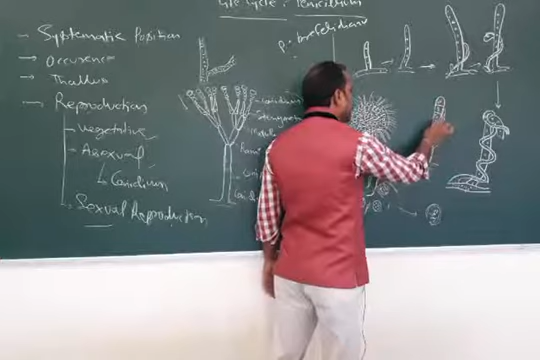 Life Cycle : Penicillium
P. brefeldianum
- Systematic Position
→ Occurence
→ Thallus
→ Reproduction
- Vegetative
- Asexual
↳ Conidium
Sexual Reproduction